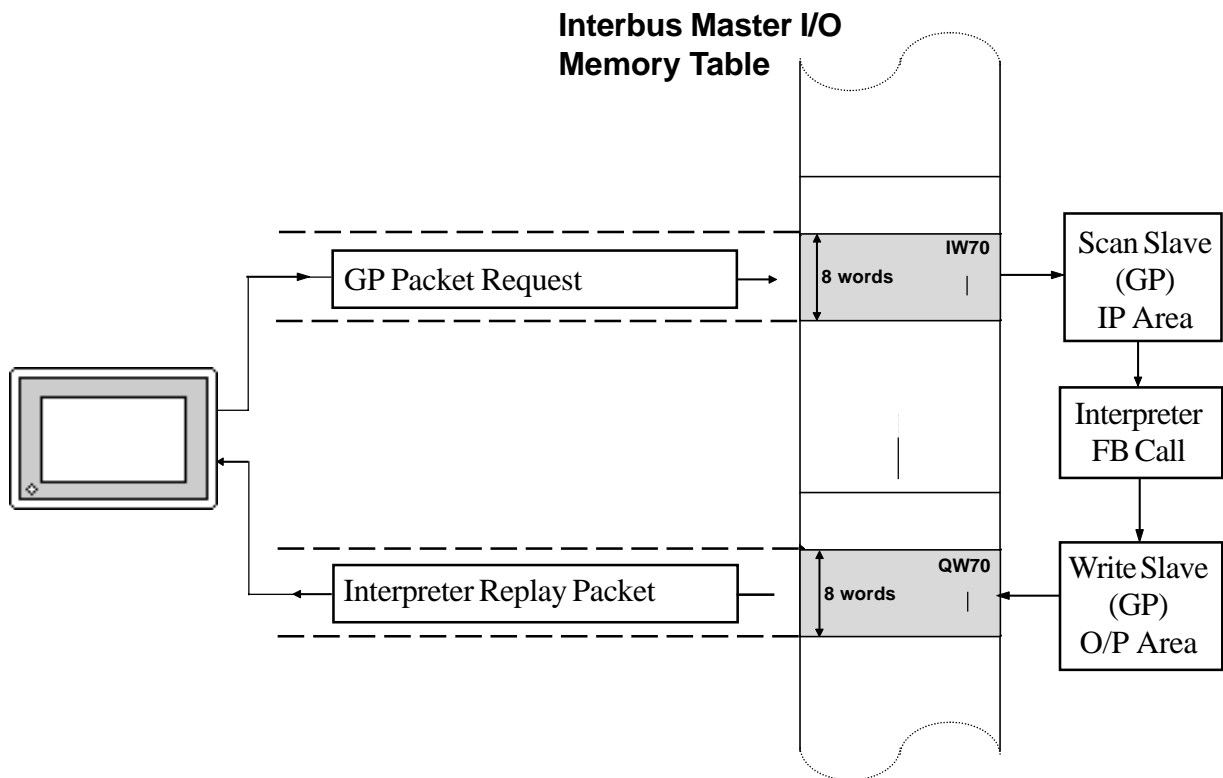 Interbus Master I/O
Memory Table
GP Packet Request
IW70
8 words
Scan Slave
(GP)
IP Area
Interpreter
FB Call
Interpreter Replay Packet
QW70
8 words
Write Slave
(GP)
O/P Area